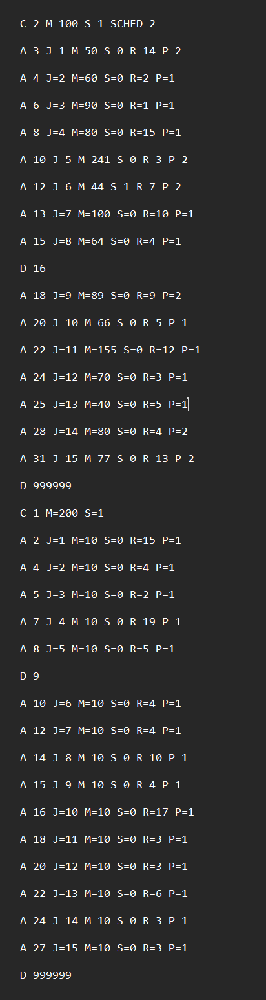 C 2 M=100 S=1 SCHED=2
A 3 J=1 M=50 S=0 R=14 P=2
A 4 J=2 M=60 S=0 R=2 P=1
A 6 J=3 M=90 S=0 R=1 P=1
A 8 J=4 M=80 S=0 R=15 P=1
A 10 J=5 M=241 S=0 R=3 P=2
A 12 J=6 M=44 S=1 R=7 P=2
A 13 J=7 M=100 S=0 R=10 P=1
A 15 J=8 M=64 S=0 R=4 P=1
D 16
A 18 J=9 M=89 S=0 R=9 P=2
A 20 J=10 M=66 S=0 R=5 P=1
A 22 J=11 M=155 S=0 R=12 P=1
A 24 J=12 M=70 S=0 R=3 P=1
A 25 J=13 M=40 S=0 R=5 P=1
A 28 J=14 M=80 S=0 R=4 P=2
A 31 J=15 M=77 S=0 R=13 P=2
D 999999
C 1 M=200 S=1
A 2 J=1 M=10 S=0 R=15 P=1
A 4 J=2 M=10 S=0 R=4 P=1
A 5 J=3 M=10 S=0 R=2 P=1
A 7 J=4 M=10 S=0 R=19 P=1
A 8 J=5 M=10 S=0 R=5 P=1
D 9
A 10 J=6 M=10 S=0 R=4 P=1
A 12 J=7 M=10 S=0 R=4 P=1
A 14 J=8 M=10 S=0 R=10 P=1
A 15 J=9 M=10 S=0 R=4 P=1
A 16 J=10 M=10 S=0 R=17 P=1
A 18 J=11 M=10 S=0 R=3 P=1
A 20 J=12 M=10 S=0 R=3 P=1
A 22 J=13 M=10 S=0 R=6 P=1
A 24 J=14 M=10 S=0 R=3 P=1
A 27 J=15 M=10 S=0 R=3 P=1
D 999999